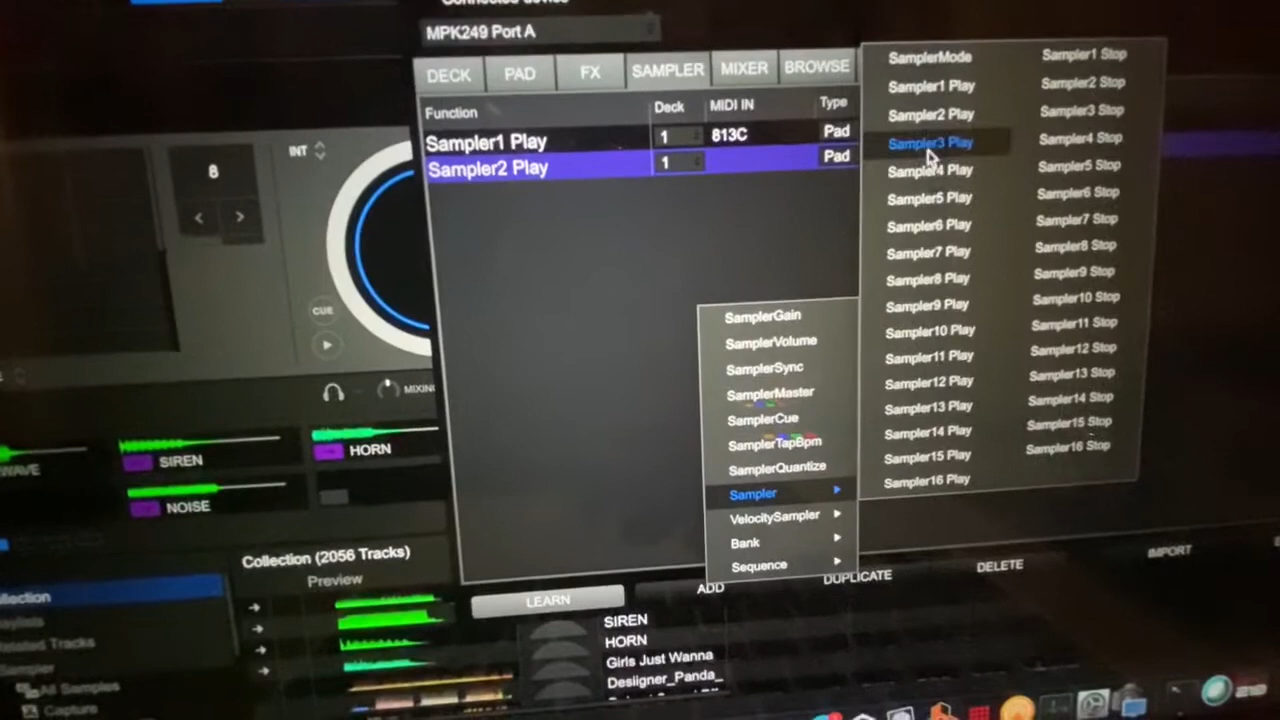 Connected device
MPK249 Port A
DECK PAD FX SAMPLER MIXER BROWSE
Function Deck MIDI IN Type
Sampler1 Play 1 813C Pad
Sampler2 Play 1 Pad
SamplerMode
Sampler1 Play
Sampler2 Play
Sampler3 Play
Sampler4 Play
Sampler5 Play
Sampler6 Play
Sampler7 Play
Sampler8 Play
Sampler9 Play
Sampler10 Play
Sampler11 Play
Sampler12 Play
Sampler13 Play
Sampler14 Play
Sampler15 Play
Sampler16 Play
Sampler1 Stop
Sampler2 Stop
Sampler3 Stop
Sampler4 Stop
Sampler5 Stop
Sampler6 Stop
Sampler7 Stop
Sampler8 Stop
Sampler9 Stop
Sampler10 Stop
Sampler11 Stop
Sampler12 Stop
Sampler13 Stop
Sampler14 Stop
Sampler15 Stop
Sampler16 Stop
INT
8
CUE
SamplerGain
SamplerVolume
SamplerSync
SamplerMaster
SamplerCue
SamplerTapBpm
SamplerQuantize
Sampler
VelocitySampler
Bank
Sequence
SIREN HORN
NOISE
Collection (2056 Tracks)
Preview
LEARN ADD DUPLICATE DELETE IMPORT
SIREN
HORN
Girls Just Wanna
Desiigner_Panda_
All Samples
Capture